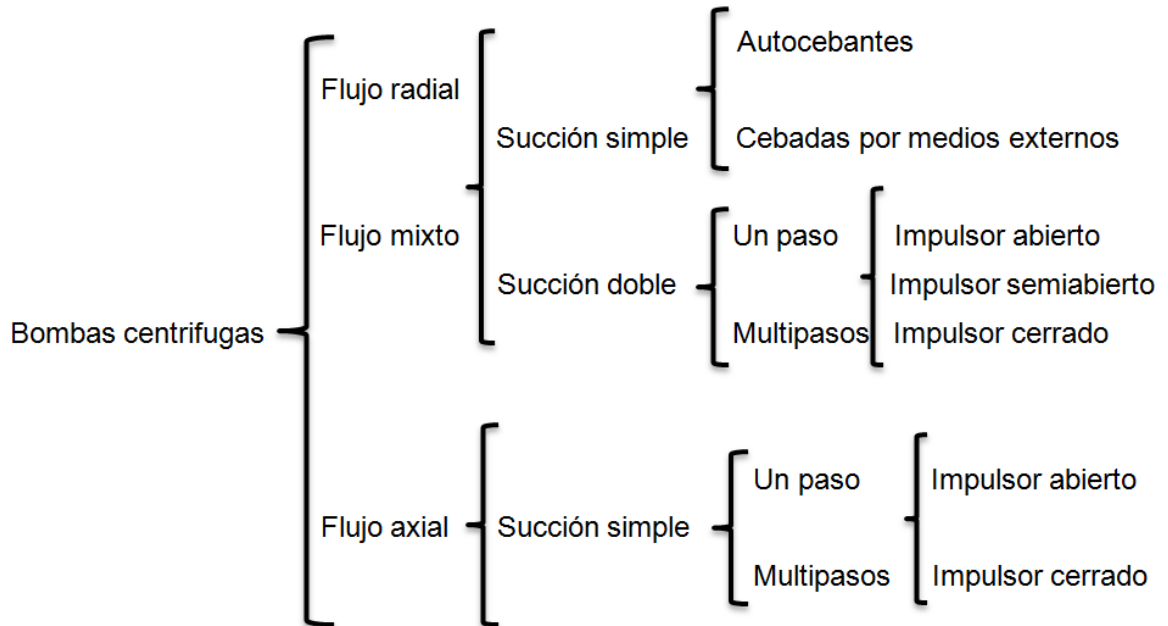 Bombas centrifugas
Flujo radial
Flujo mixto
Succión simple
Autocebantes
Cebadas por medios externos
Succión doble
Un paso
Multipasos
Impulsor abierto
Impulsor semiabierto
Impulsor cerrado
Flujo axial
Succión simple
Un paso
Multipasos
Impulsor abierto
Impulsor cerrado